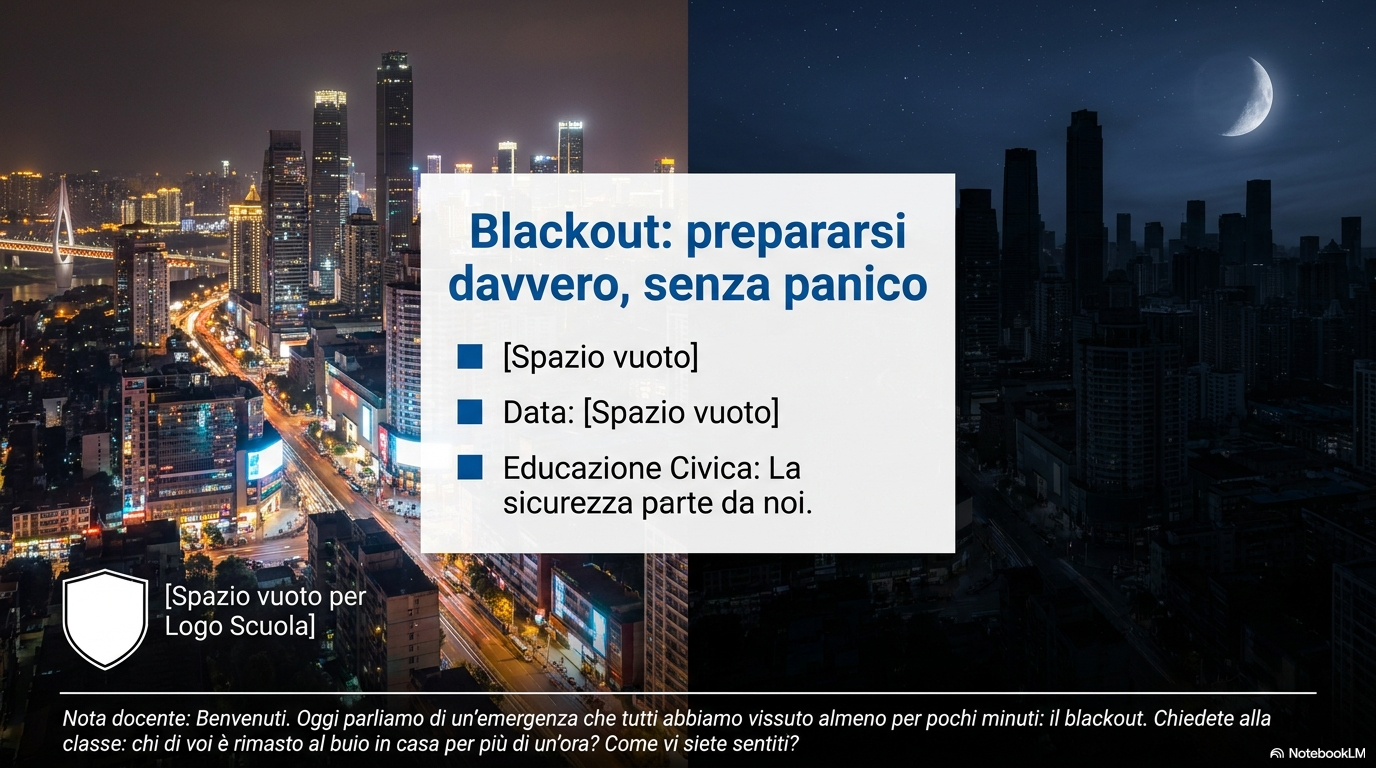 Blackout: prepararsi
davvero, senza panico
[Spazio vuoto]
Data: [Spazio vuoto]
Educazione Civica: La
sicurezza parte da noi.
[Spazio vuoto per
Logo Scuola]
Nota docente: Benvenuti. Oggi parliamo di un'emergenza che tutti abbiamo vissuto almeno per pochi minuti: il blackout. Chiedete alla
classe: chi di voi è rimasto al buio in casa per più di un'ora? Come vi siete sentiti?
NotebookLM